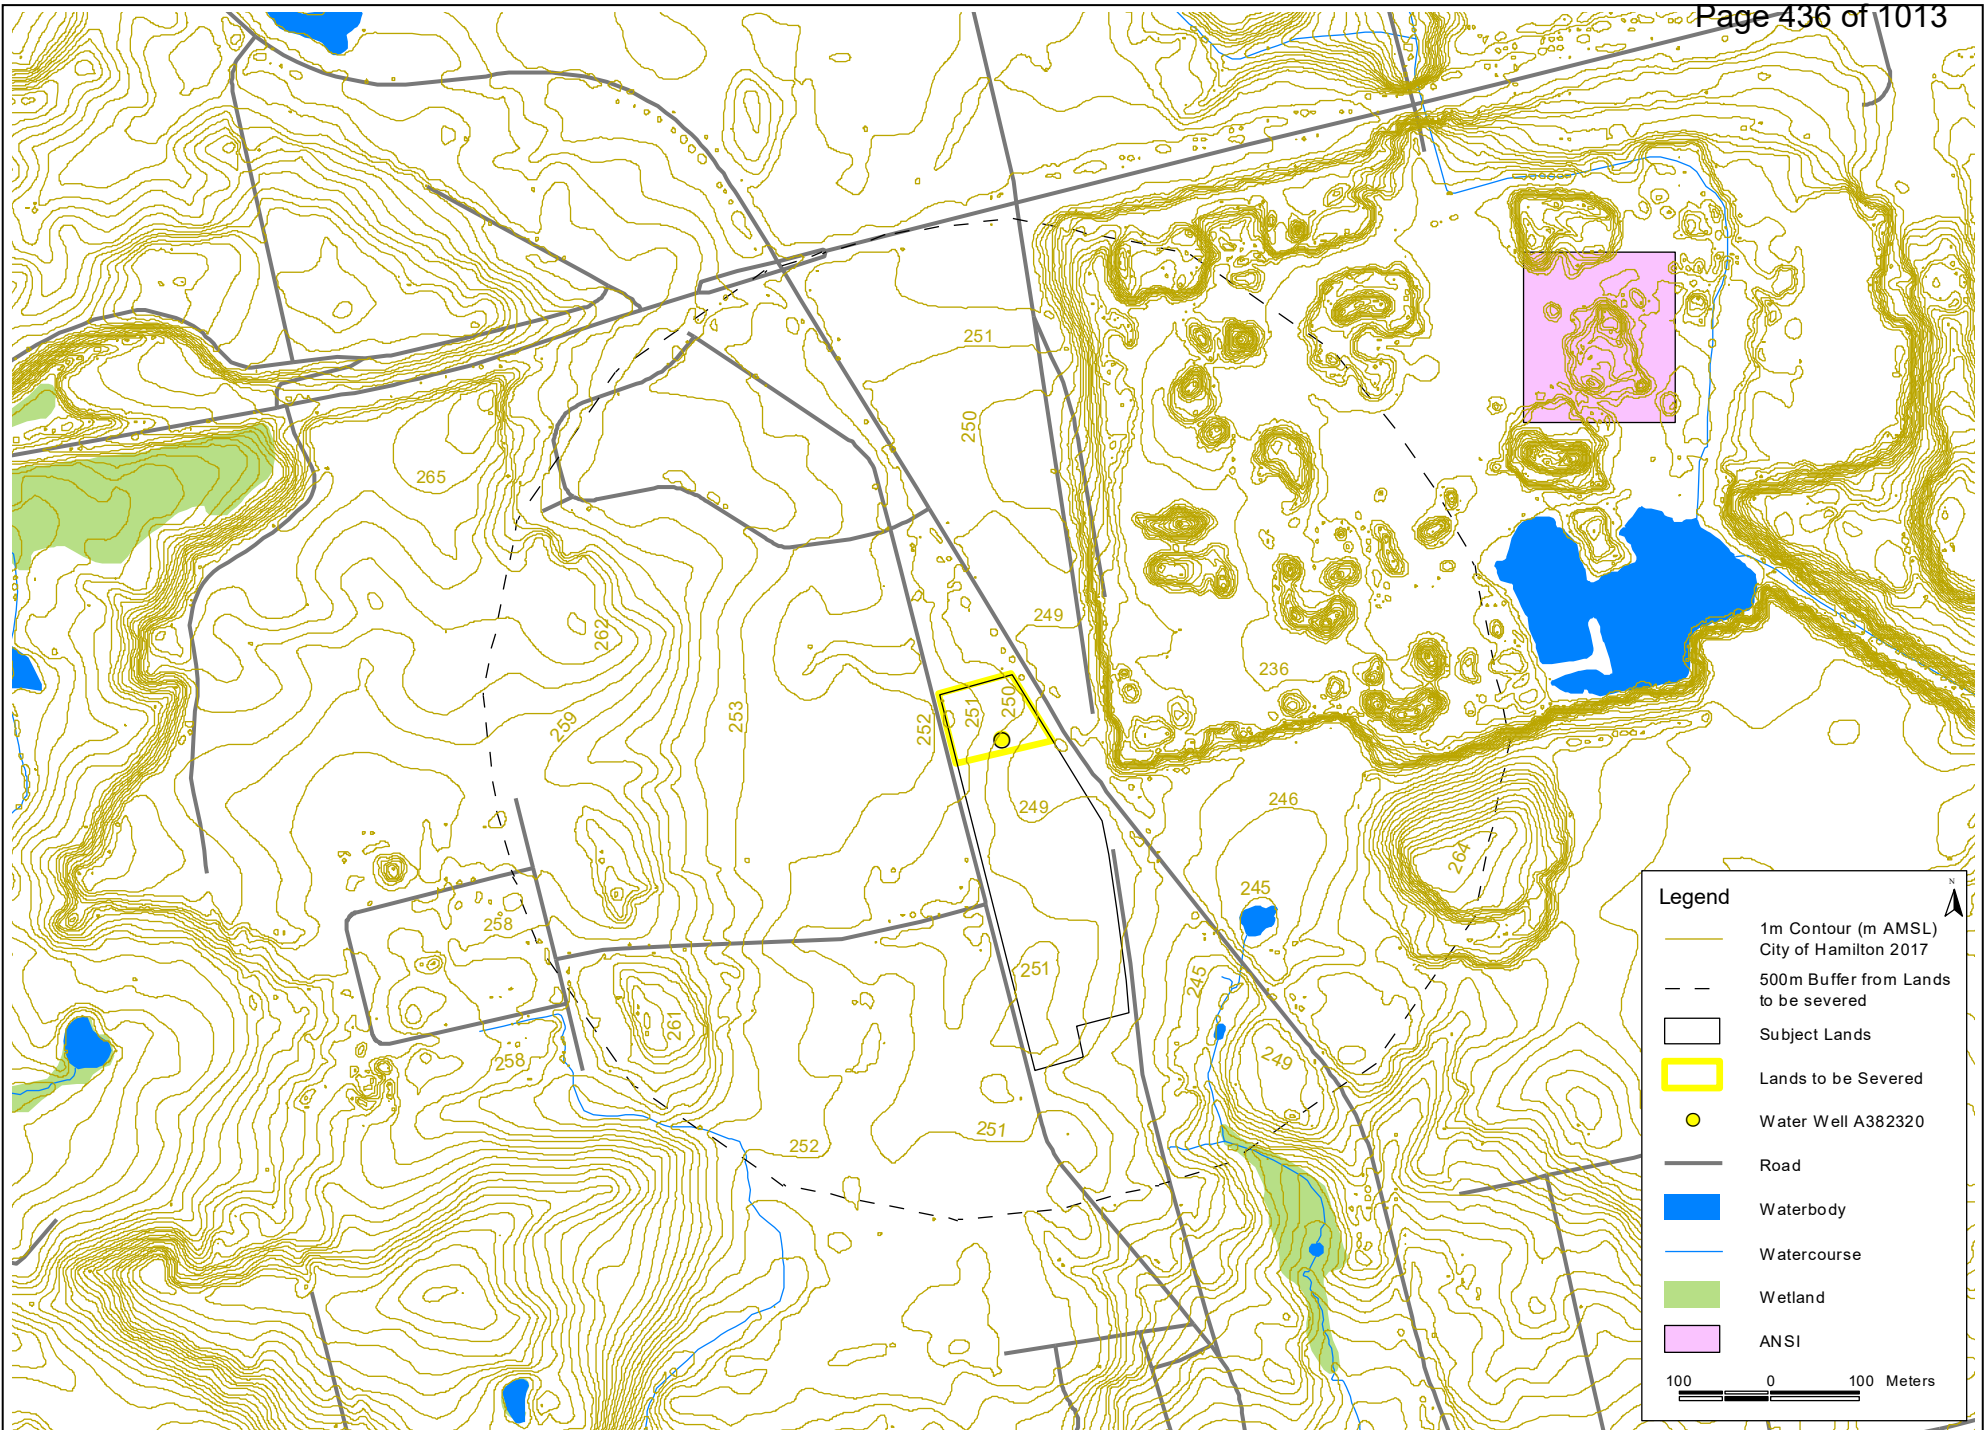 Page 436 of 1013
251
250
265
249
262
236
250
251
252
253
259
249
246
264
245
258
251
245
261
258
249
251
252
Legend
N
1m Contour (m AMSL)
City of Hamilton 2017
500m Buffer from Lands
to be severed
Subject Lands
Lands to be Severed
Water Well A382320
Road
Waterbody
Watercourse
Wetland
ANSI
100 0 100 Meters